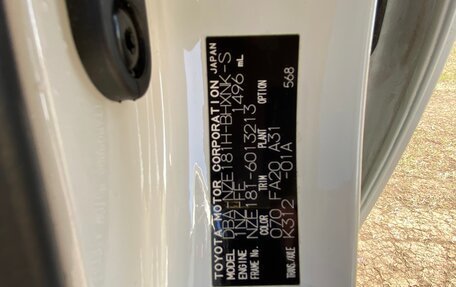 TOYOTA MOTOR CORPORATION JAPAN
MODEL DBA-NZE181H-BHXNK-S
ENGINE 1NZ-FE 1496 mL
FRAME No. NZE181-6013213
COLOR TRIM PLANT OPTION
070 FA20 A31 568
TRANS./AXLE K312 -01A